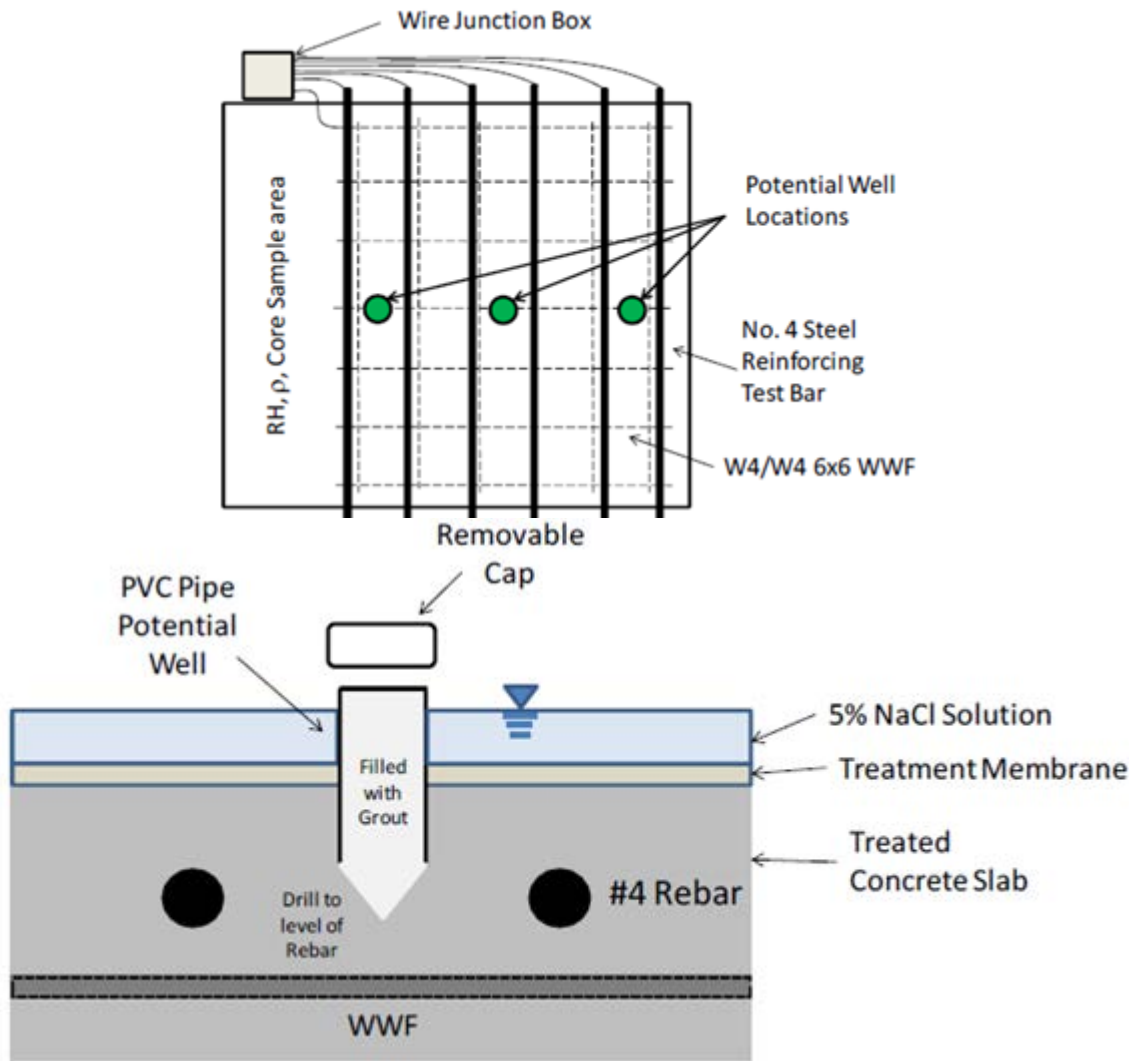 Wire Junction Box
RH, ρ, Core Sample area
Potential Well
Locations
No. 4 Steel
Reinforcing
Test Bar
W4/W4 6x6 WWF
Removable
Cap
PVC Pipe
Potential
Well
5% NaCl Solution
Treatment Membrane
Filled
with
Grout
Treated
Concrete Slab
#4 Rebar
Drill to
level of
Rebar
WWF